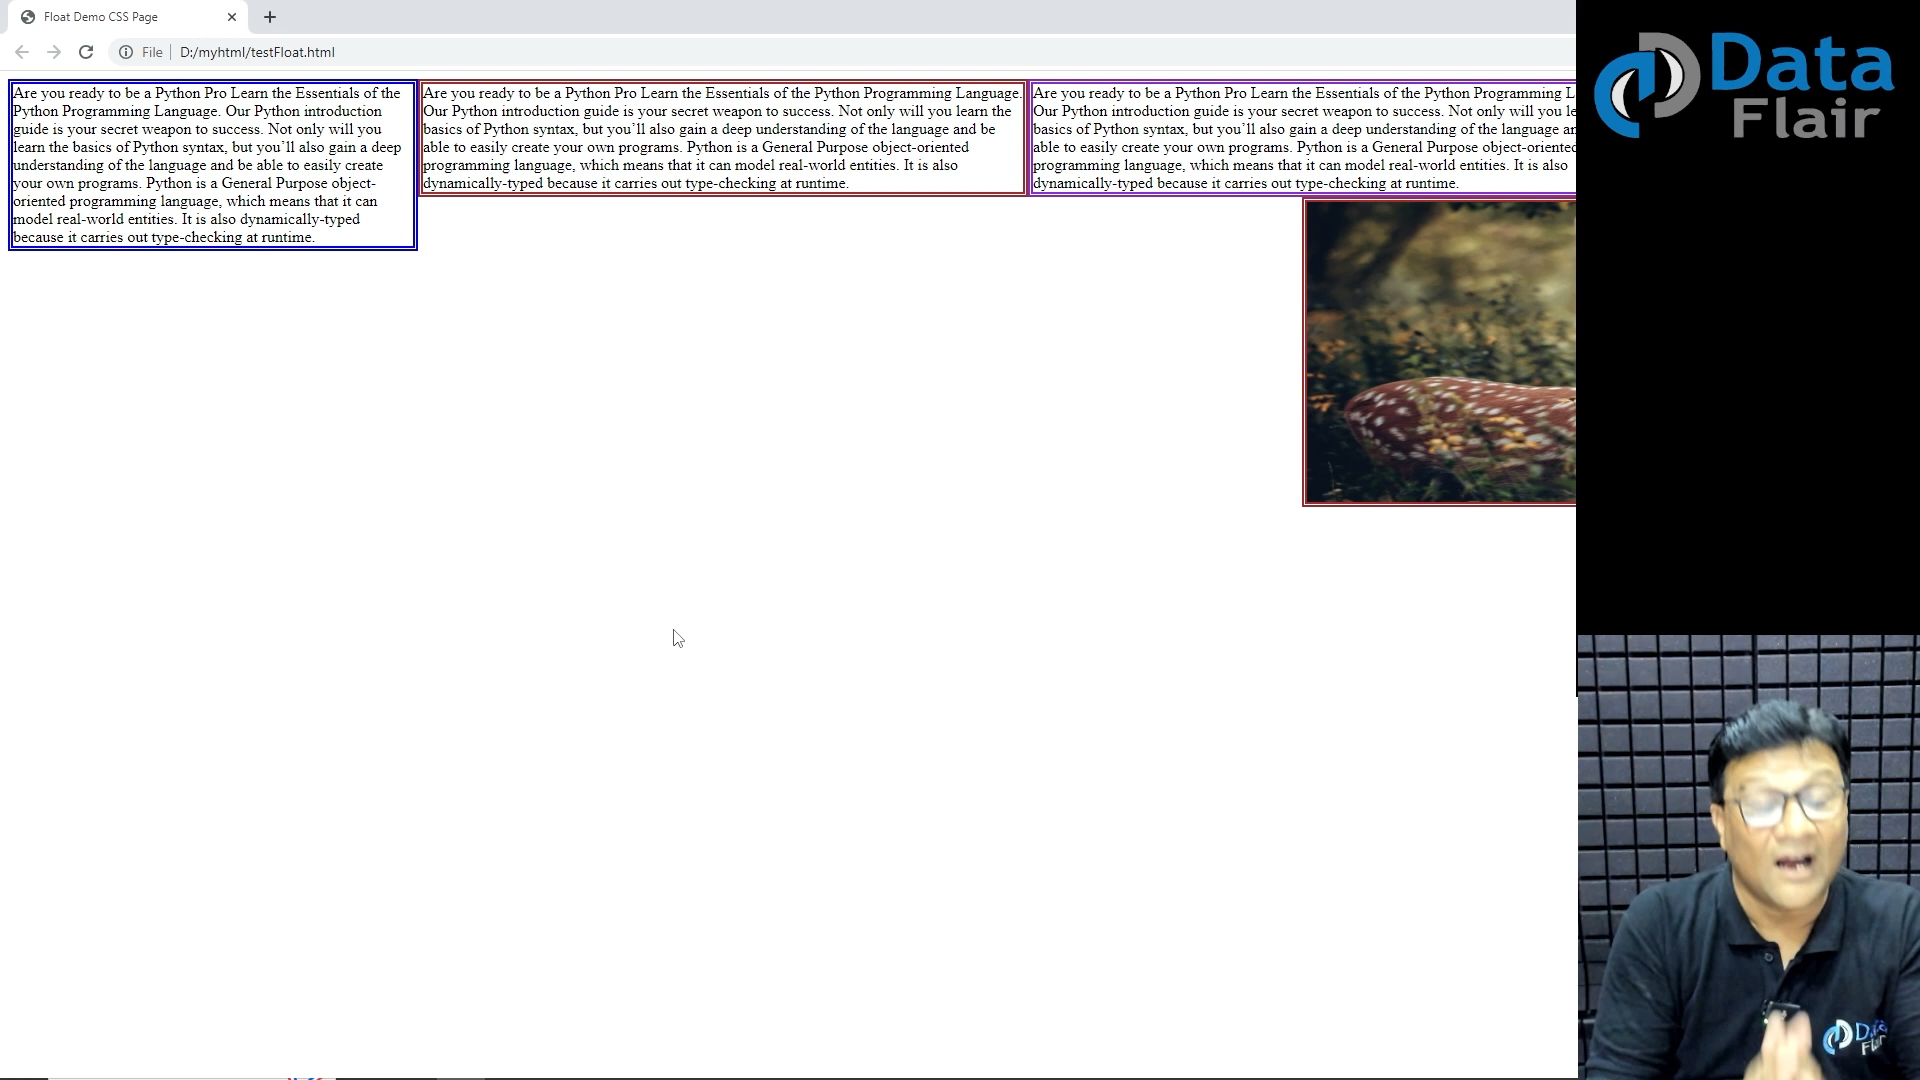 Float Demo CSS Page
File
D:/myhtml/testFloat.html
Are you ready to be a Python Pro Learn the Essentials of the
Python Programming Language. Our Python introduction
guide is your secret weapon to success. Not only will you
learn the basics of Python syntax, but you’ll also gain a deep
understanding of the language and be able to easily create
your own programs. Python is a General Purpose object-
oriented programming language, which means that it can
model real-world entities. It is also dynamically-typed
because it carries out type-checking at runtime.
Are you ready to be a Python Pro Learn the Essentials of the Python Programming Language.
Our Python introduction guide is your secret weapon to success. Not only will you learn the
basics of Python syntax, but you’ll also gain a deep understanding of the language and be
able to easily create your own programs. Python is a General Purpose object-oriented
programming language, which means that it can model real-world entities. It is also
dynamically-typed because it carries out type-checking at runtime.
Are you ready to be a Python Pro Learn the Essentials of the Python Programming L
Our Python introduction guide is your secret weapon to success. Not only will you le
basics of Python syntax, but you’ll also gain a deep understanding of the language an
able to easily create your own programs. Python is a General Purpose object-oriented
programming language, which means that it can model real-world entities. It is also
dynamically-typed because it carries out type-checking at runtime.
Data
Flair